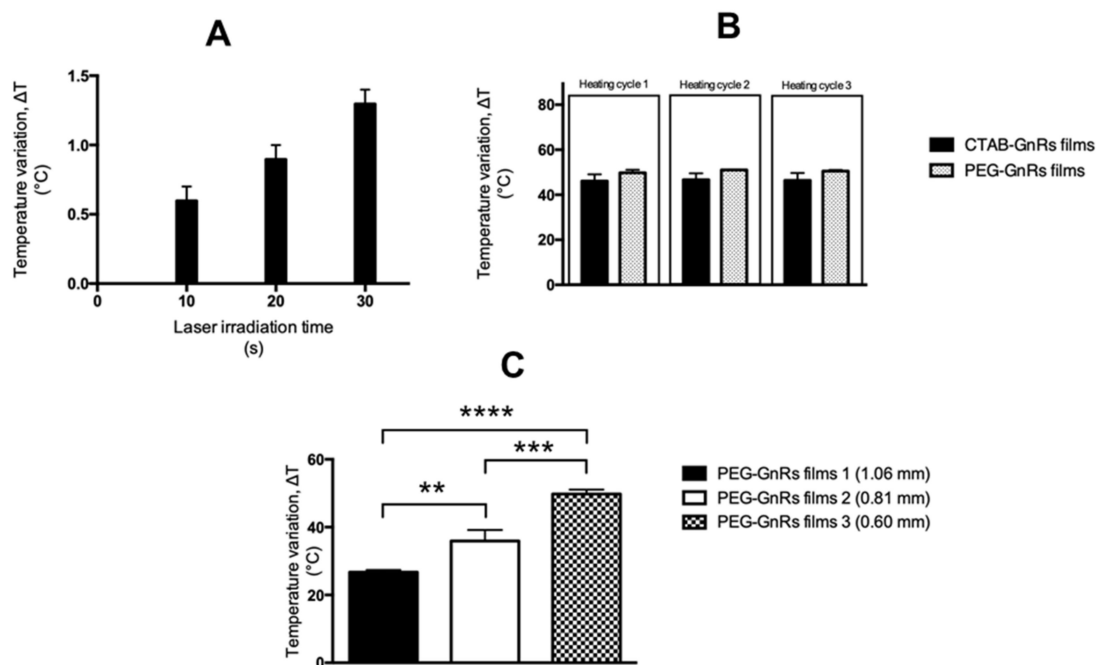 A
Temperature variation, ΔT
(°C)
1.5
1.0
0.5
0.0
0
10
20
30
Laser irradiation time
(s)
B
Temperature variation, ΔT
(°C)
80
60
40
20
0
Heating cycle 1
Heating cycle 2
Heating cycle 3
CTAB-GnRs films
PEG-GnRs films
C
Temperature variation, ΔT
(°C)
60
40
20
0
****
***
**
PEG-GnRs films 1 (1.06 mm)
PEG-GnRs films 2 (0.81 mm)
PEG-GnRs films 3 (0.60 mm)